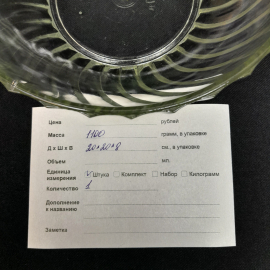 Цена рублей
Масса 1100 грамм, в упаковке
Д х Ш х В 20*20*8 см., в упаковке
Объем мл.
Единица
измерения ✓Штука Комплект Набор Килограмм
Количество 1
Дополнение
к названию
Заметка